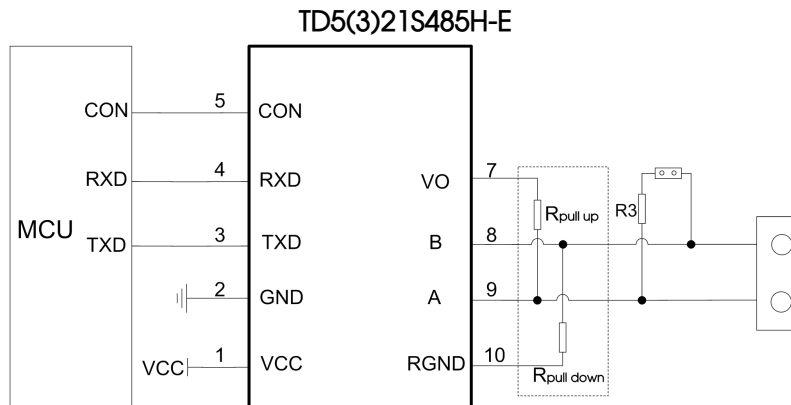 TD5(3)21S485H-E
MCU
CON 5 CON
RXD 4 RXD
TXD 3 TXD
2 GND
VCC 1 VCC
VO 7
B 8
A 9
RGND 10
Rpull up
Rpull down
R3